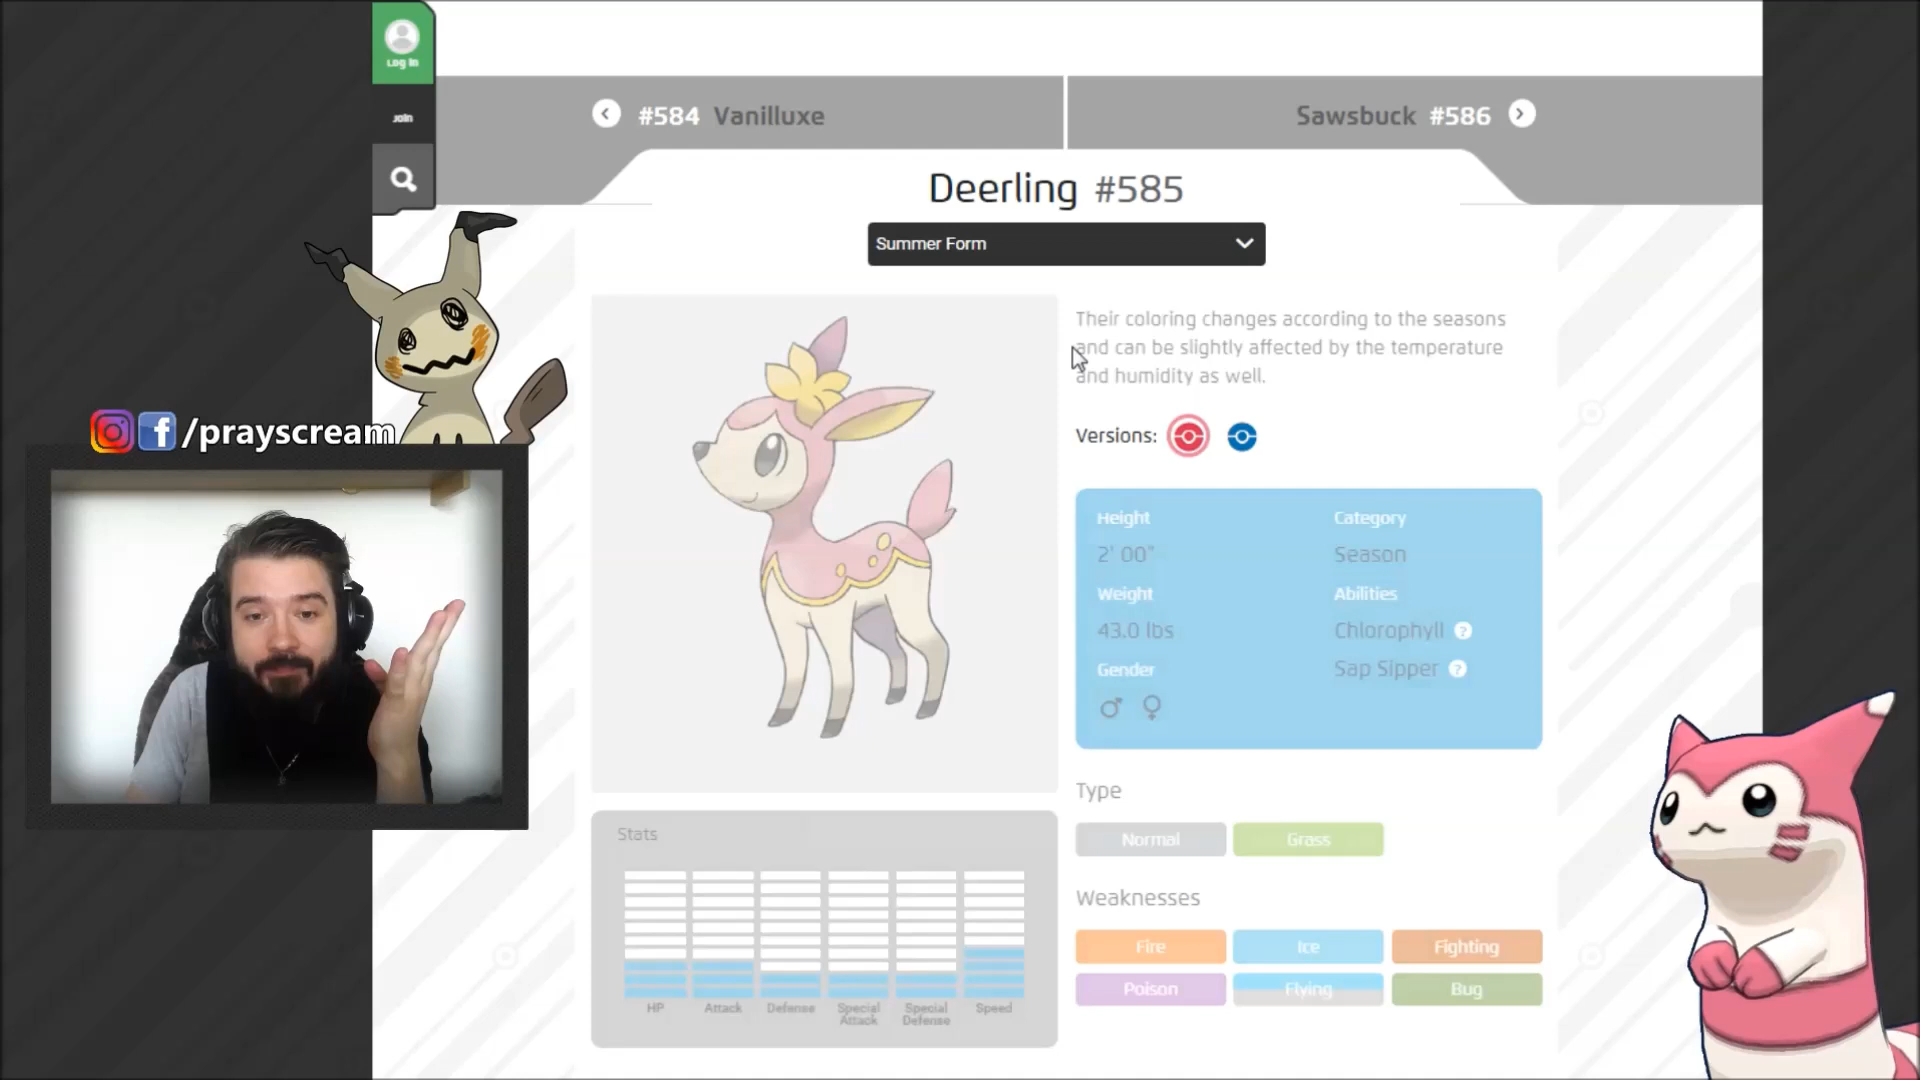 Log In
Join
#584 Vanilluxe
Sawsbuck #586
Deerling #585
Summer Form
Their coloring changes according to the seasons
and can be slightly affected by the temperature
and humidity as well.
Versions:
/prayscream
Height
Category
2' 00"
Season
Weight
Abilities
43.0 lbs
Chlorophyll ?
Gender
Sap Sipper ?
Type
Normal
Grass
Stats
HP
Attack
Defense
Special
Attack
Special
Defense
Speed
Weaknesses
Fire
Ice
Fighting
Poison
Flying
Bug